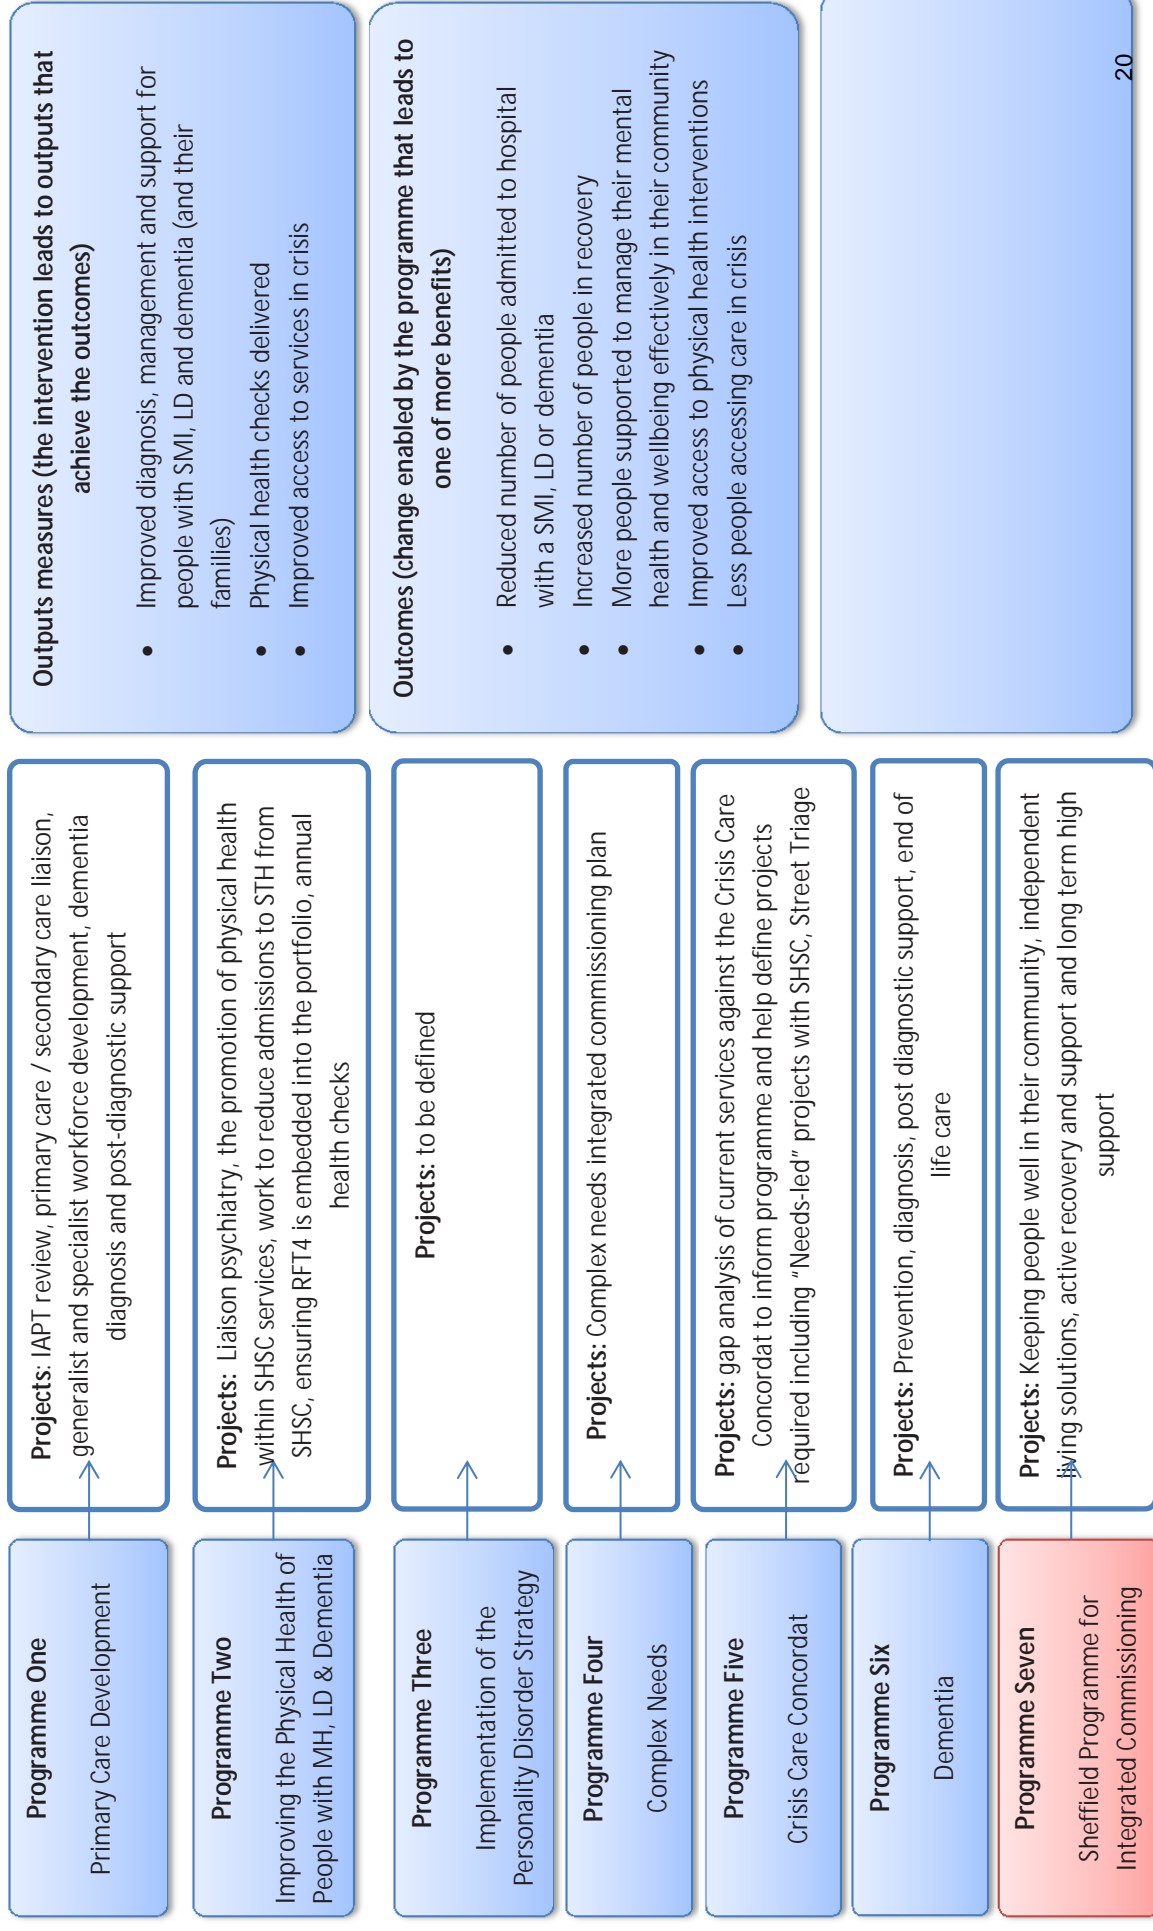 Programme One
Primary Care Development
Projects: IAPT review, primary care / secondary care liaison,
generalist and specialist workforce development, dementia
diagnosis and post-diagnostic support
Programme Two
Improving the Physical Health of
People with MH, LD & Dementia
Projects: Liaison psychiatry, the promotion of physical health
within SHSC services, work to reduce admissions to STH from
SHSC, ensuring RFT4 is embedded into the portfolio, annual
health checks
Programme Three
Implementation of the
Personality Disorder Strategy
Projects: to be defined
Programme Four
Complex Needs
Projects: Complex needs integrated commissioning plan
Programme Five
Crisis Care Concordat
Projects: gap analysis of current services against the Crisis Care
Concordat to inform programme and help define projects
required including “Needs-led” projects with SHSC, Street Triage
Programme Six
Dementia
Projects: Prevention, diagnosis, post diagnostic support, end of
life care
Programme Seven
Sheffield Programme for
Integrated Commissioning
Projects: Keeping people well in their community, independent
living solutions, active recovery and support and long term high
support
Outputs measures (the intervention leads to outputs that
achieve the outcomes)
• Improved diagnosis, management and support for
people with SMI, LD and dementia (and their
families)
• Physical health checks delivered
• Improved access to services in crisis
Outcomes (change enabled by the programme that leads to
one of more benefits)
• Reduced number of people admitted to hospital
with a SMI, LD or dementia
• Increased number of people in recovery
• More people supported to manage their mental
health and wellbeing effectively in their community
• Improved access to physical health interventions
• Less people accessing care in crisis
20